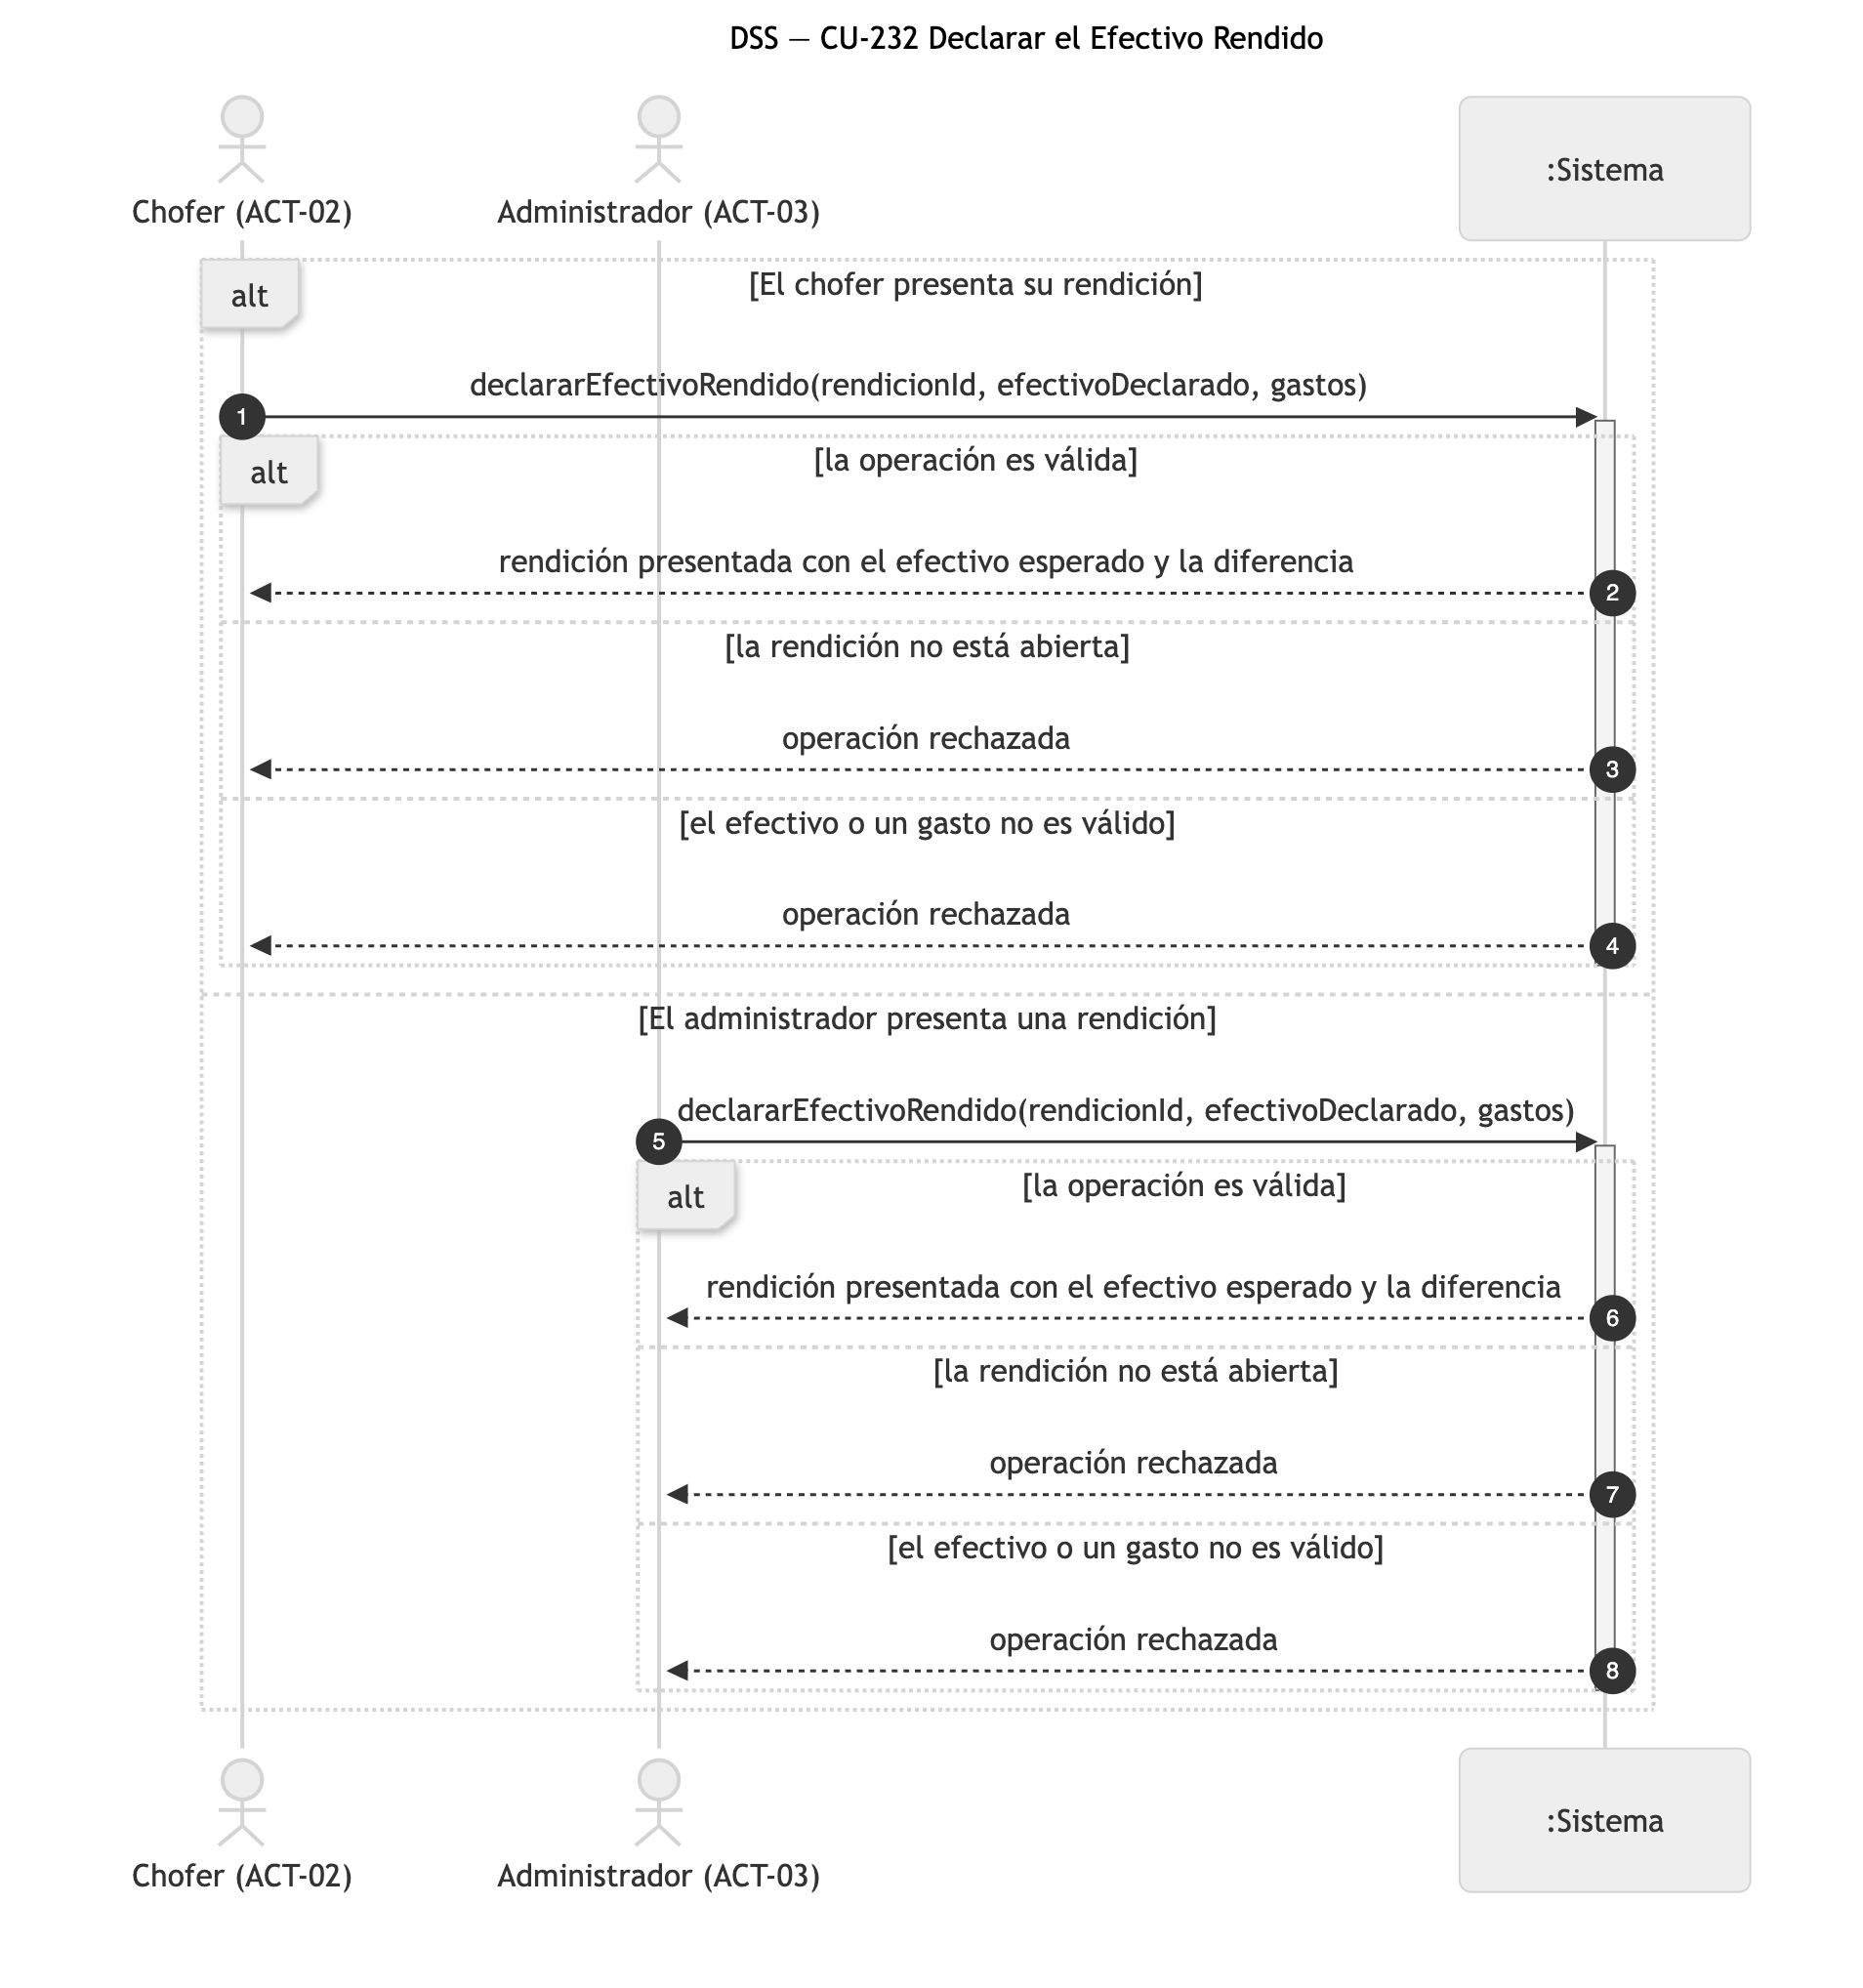 DSS — CU-232 Declarar el Efectivo Rendido
Chofer (ACT-02)
Administrador (ACT-03)
:Sistema
alt
[El chofer presenta su rendición]
declararEfectivoRendido(rendicionId, efectivoDeclarado, gastos)
1
alt
[la operación es válida]
rendición presentada con el efectivo esperado y la diferencia
2
[la rendición no está abierta]
operación rechazada
3
[el efectivo o un gasto no es válido]
operación rechazada
4
[El administrador presenta una rendición]
declararEfectivoRendido(rendicionId, efectivoDeclarado, gastos)
5
alt
[la operación es válida]
rendición presentada con el efectivo esperado y la diferencia
6
[la rendición no está abierta]
operación rechazada
7
[el efectivo o un gasto no es válido]
operación rechazada
8
Chofer (ACT-02)
Administrador (ACT-03)
:Sistema